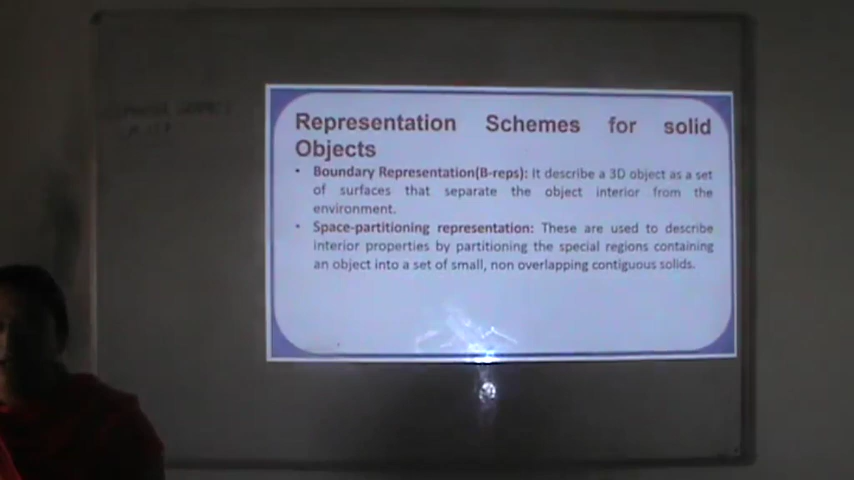 Representation Schemes for solid
Objects
• Boundary Representation(B-reps): It describe a 3D object as a set
of surfaces that separate the object interior from the
environment.
• Space-partitioning representation: These are used to describe
interior properties by partitioning the special regions containing
an object into a set of small, non overlapping contiguous solids.